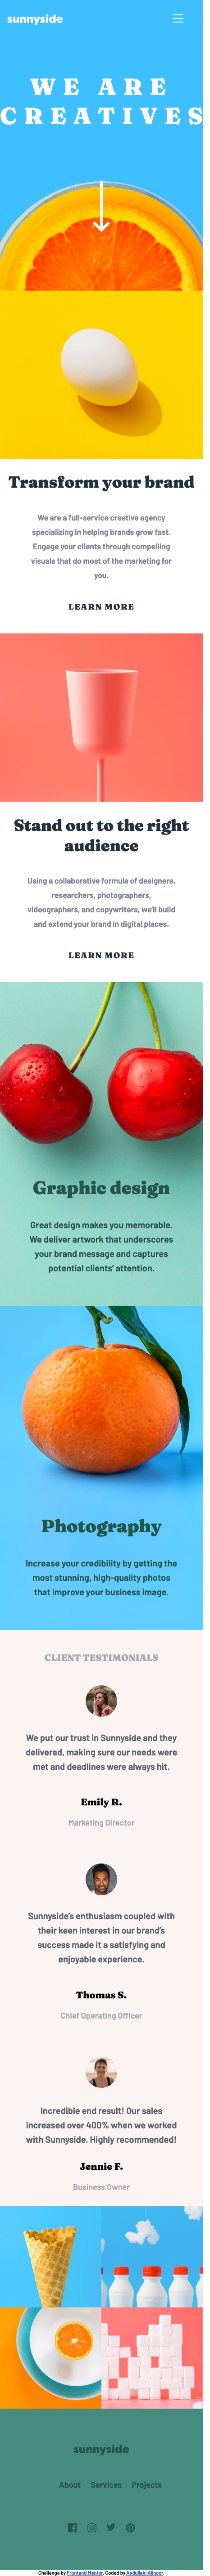 sunnyside
WE ARE
CREATIVES
Transform your brand
We are a full-service creative agency
specializing in helping brands grow fast.
Engage your clients through compelling
visuals that do most of the marketing for
you.
LEARN MORE
Stand out to the right
audience
Using a collaborative formula of designers,
researchers, photographers,
videographers, and copywriters, we'll build
and extend your brand in digital places.
LEARN MORE
Graphic design
Great design makes you memorable.
We deliver artwork that underscores
your brand message and captures
potential clients' attention.
Photography
Increase your credibility by getting the
most stunning, high-quality photos
that improve your business image.
CLIENT TESTIMONIALS
We put our trust in Sunnyside and they
delivered, making sure our needs were
met and deadlines were always hit.
Emily R.
Marketing Director
Sunnyside's enthusiasm coupled with
their keen interest in our brand's
success made it a satisfying and
enjoyable experience.
Thomas S.
Chief Operating Officer
Incredible end result! Our sales
increased over 400% when we worked
with Sunnyside. Highly recommended!
Jennie F.
Business Owner
sunnyside
About Services Projects
Challenge by Frontend Mentor. Coded by Abdullahi Alinoor.